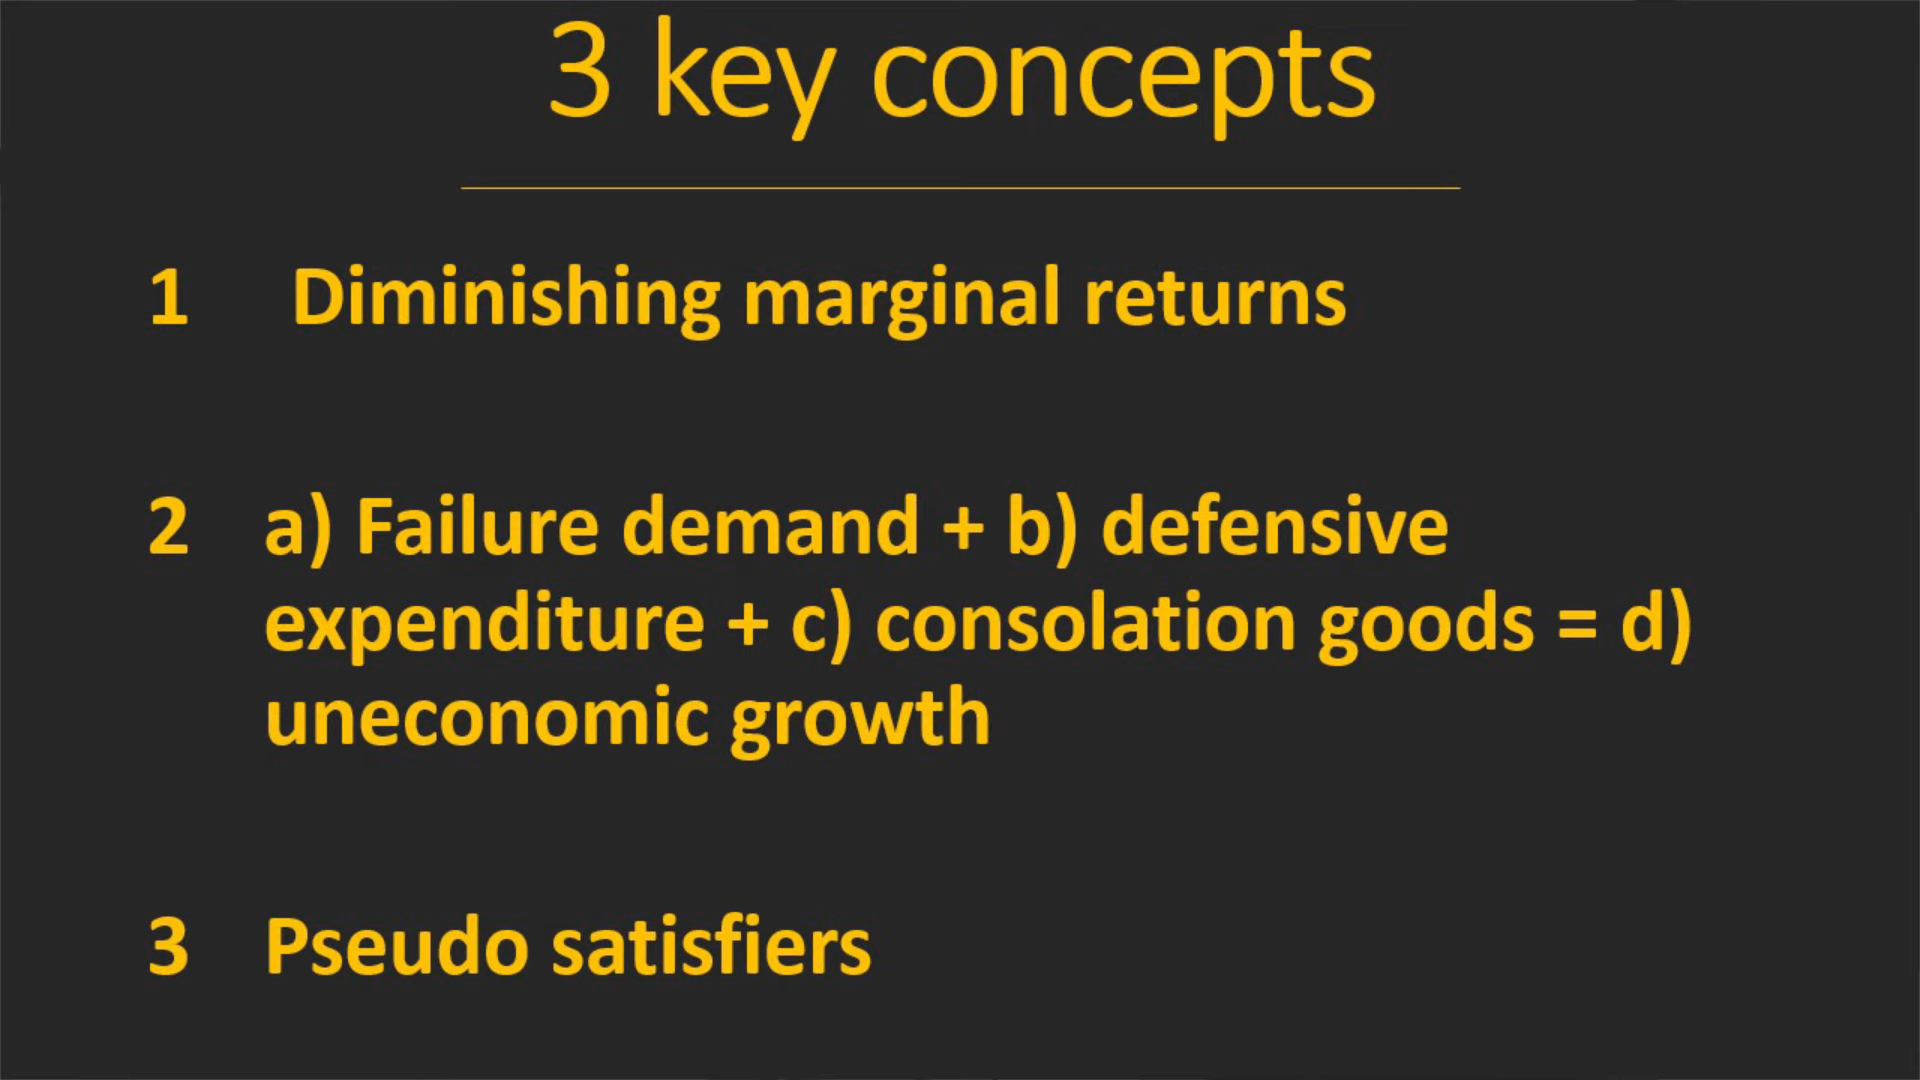 3 key concepts
1 Diminishing marginal returns
2 a) Failure demand + b) defensive
expenditure + c) consolation goods = d)
uneconomic growth
3 Pseudo satisfiers